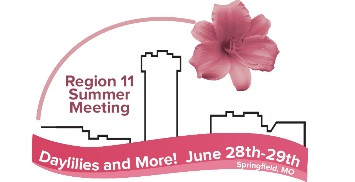 Region 11
Summer
Meeting
Daylilies and More! June 28th-29th
Springfield, MO